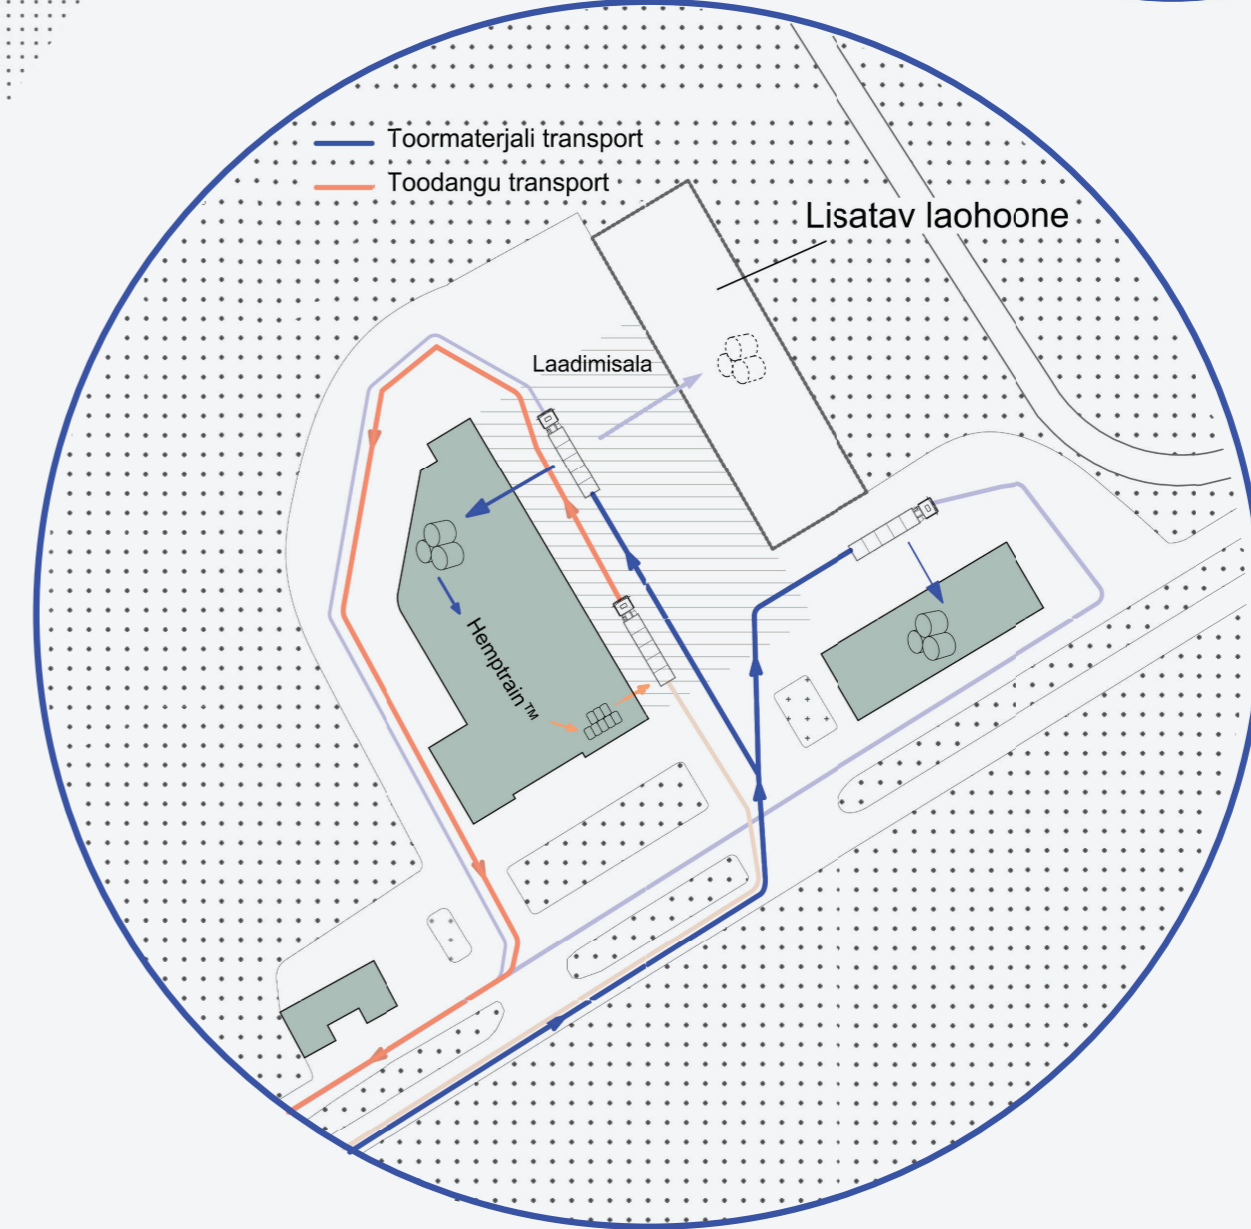 Toormaterjali transport
Toodangu transport
Lisatav laohoone
Laadimisala
Hemptrain™